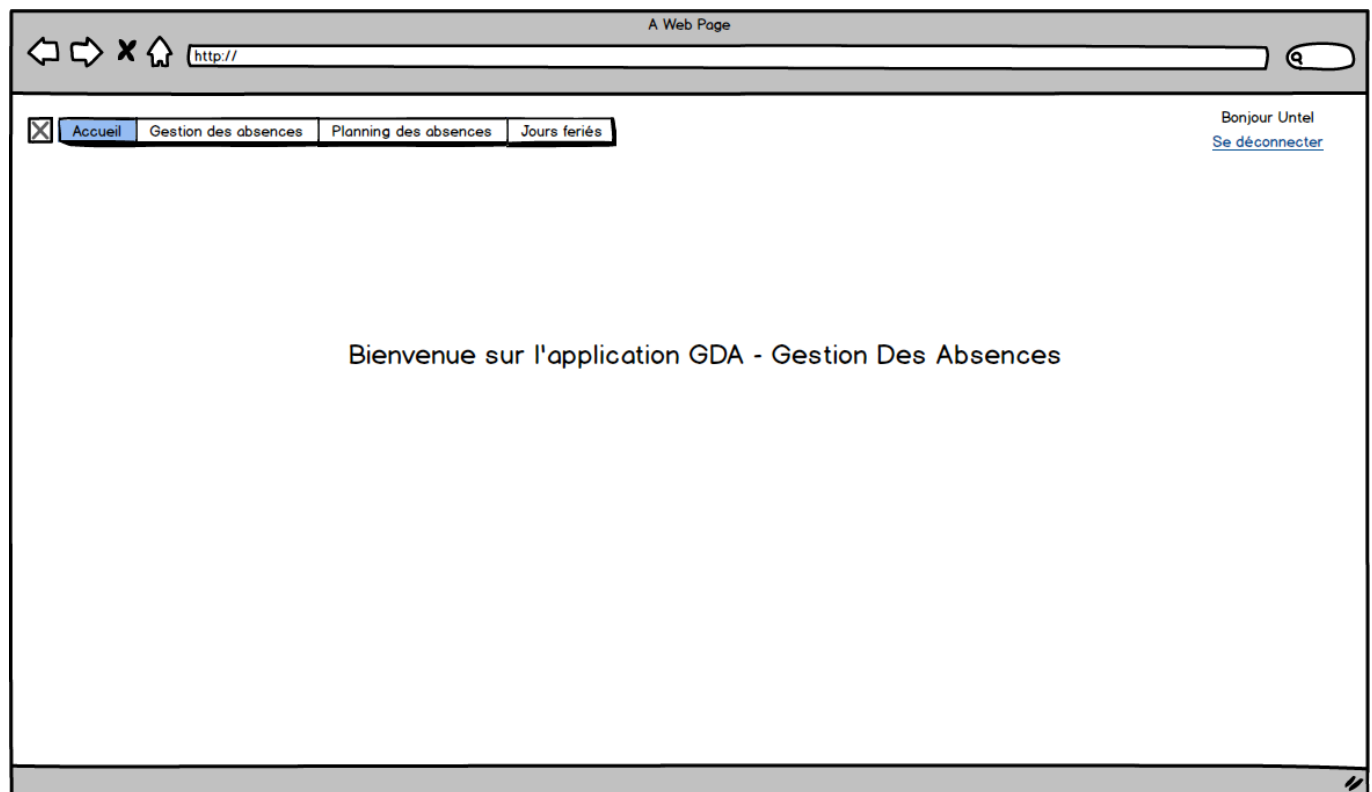 A Web Page
http://
Accueil Gestion des absences Planning des absences Jours feriés
Bonjour Untel
Se déconnecter
Bienvenue sur l'application GDA - Gestion Des Absences